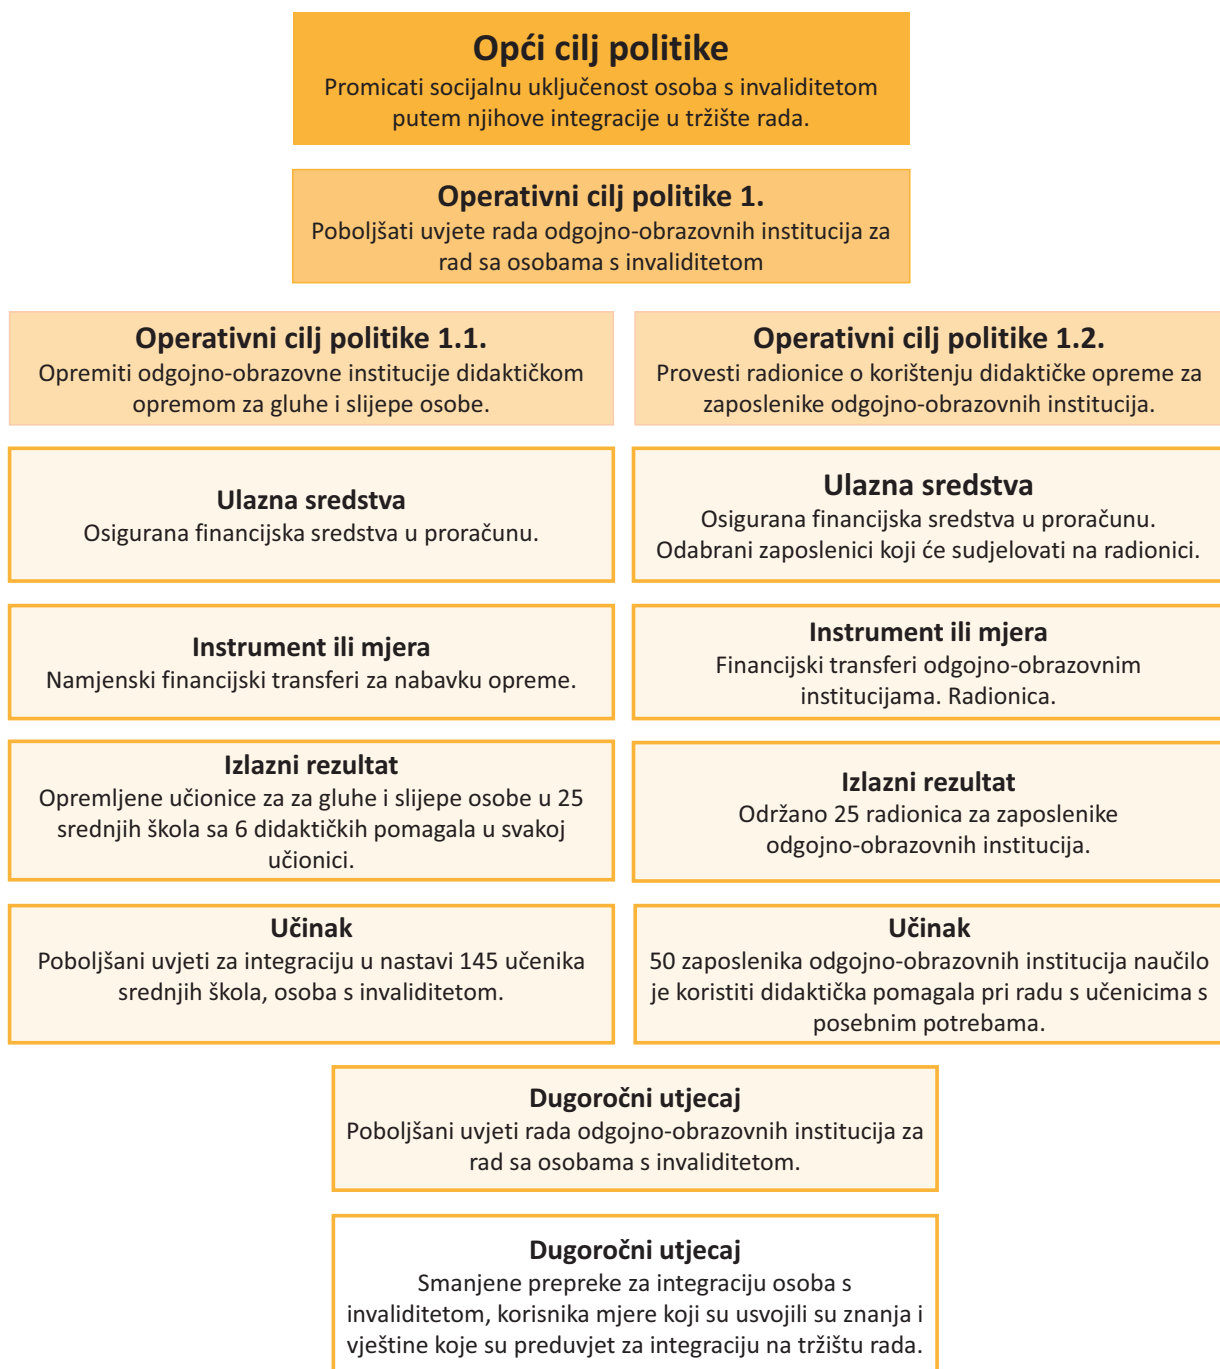 Opći cilj politike
Promicati socijalnu uključenost osoba s invaliditetom
putem njihove integracije u tržište rada.
Operativni cilj politike 1.
Poboljšati uvjete rada odgojno-obrazovnih institucija za
rad sa osobama s invaliditetom
Operativni cilj politike 1.1.
Opremiti odgojno-obrazovne institucije didaktičkom
opremom za gluhe i slijepe osobe.
Operativni cilj politike 1.2.
Provesti radionice o korištenju didaktičke opreme za
zaposlenike odgojno-obrazovnih institucija.
Ulazna sredstva
Osigurana financijska sredstva u proračunu.
Ulazna sredstva
Osigurana financijska sredstva u proračunu.
Odabrani zaposlenici koji će sudjelovati na radionici.
Instrument ili mjera
Namjenski financijski transferi za nabavku opreme.
Instrument ili mjera
Financijski transferi odgojno-obrazovnim
institucijama. Radionica.
Izlazni rezultat
Opremljene učionice za za gluhe i slijepe osobe u 25
srednjih škola sa 6 didaktičkih pomagala u svakoj
učionici.
Izlazni rezultat
Održano 25 radionica za zaposlenike
odgojno-obrazovnih institucija.
Učinak
Poboljšani uvjeti za integraciju u nastavi 145 učenika
srednjih škola, osoba s invaliditetom.
Učinak
50 zaposlenika odgojno-obrazovnih institucija naučilo
je koristiti didaktička pomagala pri radu s učenicima s
posebnim potrebama.
Dugoročni utjecaj
Poboljšani uvjeti rada odgojno-obrazovnih institucija za
rad sa osobama s invaliditetom.
Dugoročni utjecaj
Smanjene prepreke za integraciju osoba s
invaliditetom, korisnika mjere koji su usvojili su znanja i
vještine koje su preduvjet za integraciju na tržištu rada.